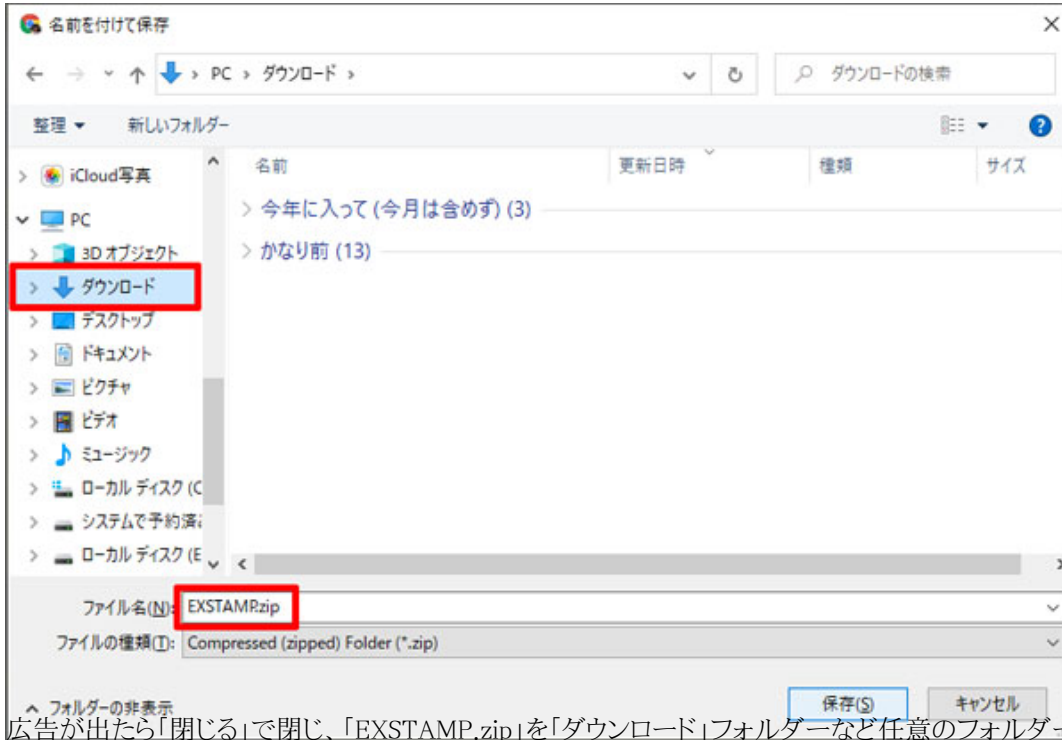 名前を付けて保存
PC › ダウンロード ›
ダウンロードの検索
整理
新しいフォルダー
iCloud写真
PC
3D オブジェクト
ダウンロード
デスクトップ
ドキュメント
ピクチャ
ビデオ
ミュージック
ローカル ディスク (C
システムで予約済
ローカル ディスク (E
名前
更新日時
種類
サイズ
今年に入って (今月は含めず) (3)
かなり前 (13)
ファイル名(N): EXSTAMP.zip
ファイルの種類(T): Compressed (zipped) Folder (*.zip)
フォルダーの非表示
保存(S)
キャンセル
広告が出たら「閉じる」で閉じ、「EXSTAMP.zip」を「ダウンロード」フォルダーなど任意のフォルダ